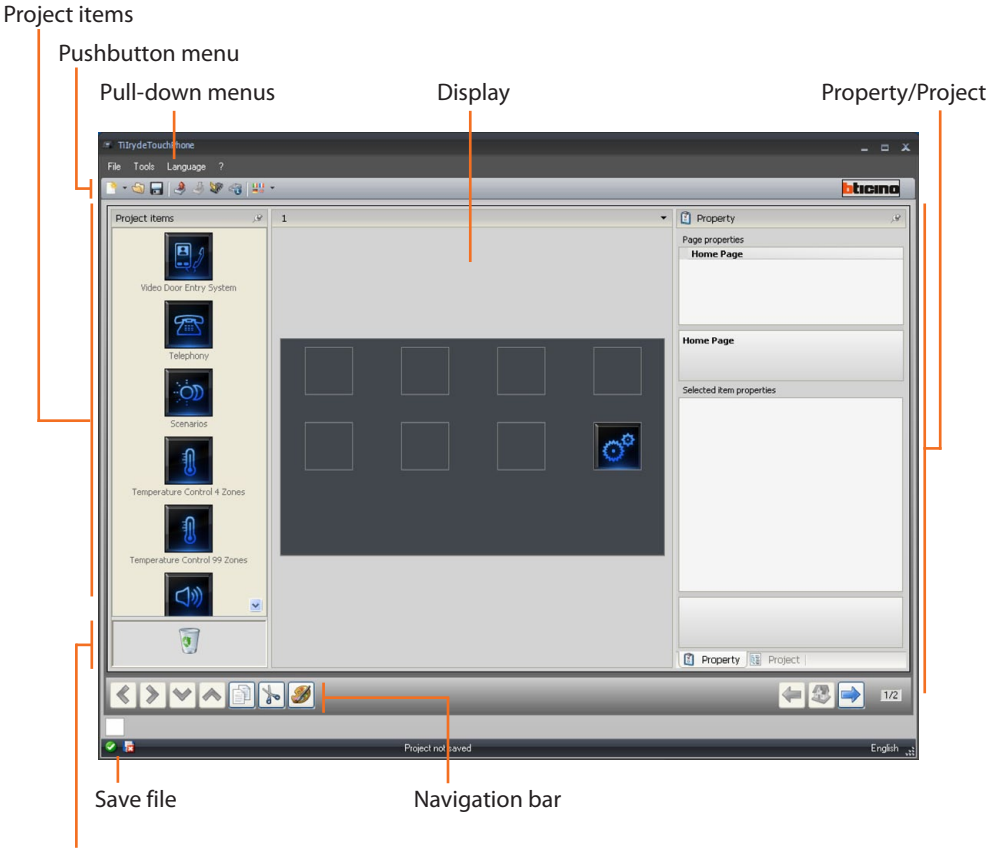 Project items
Pushbutton menu
Pull-down menus
Display
Property/Project
TiIrydeTouchPhone
File Tools Language ?
bticino
Project items
1
Property
Page properties
Home Page
Video Door Entry System
Telephony
Home Page
Selected item properties
Scenarios
Temperature Control 4 Zones
Temperature Control 99 Zones
Property
Project
1/2
Project not saved
English
Save file
Navigation bar